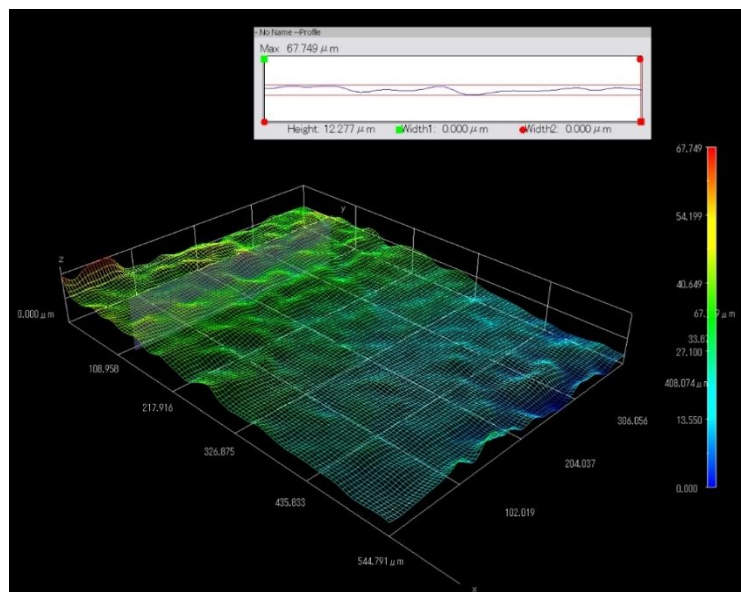 - No Name --Profile
Max: 67.749 μm
Height: 12.277 μm Width1: 0.000 μm Width2: 0.000 μm
67.749
54.199
40.649
33.8
27.100
13.550
0.000
y
z
0.000 μm
108.958
217.916
326.875
435.833
544.791 μm
x
102.019
204.037
306.056
408.074 μ